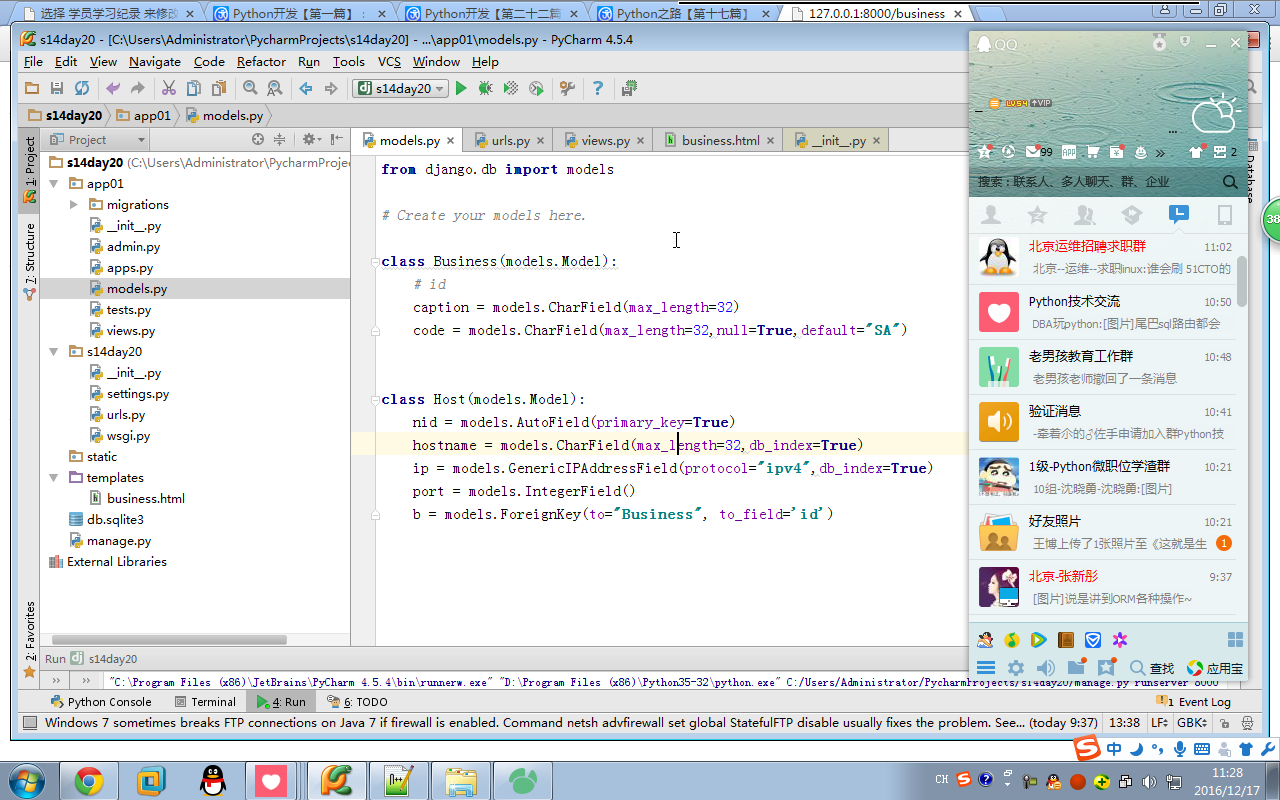 选择 学员学习纪录 来修改
Python开发【第一篇】:
Python开发【第二十二篇】
Python之路【第十七篇】
127.0.0.1:8000/business
s14day20 - [C:\Users\Administrator\PycharmProjects\s14day20] - ...\app01\models.py - PyCharm 4.5.4
File Edit View Navigate Code Refactor Run Tools VCS Window Help
s14day20
s14day20 app01 models.py
Project
models.py urls.py views.py business.html __init__.py
1: Project
7: Structure
2: Favorites
Database
s14day20 (C:\Users\Administrator\PycharmProje
app01
migrations
__init__.py
admin.py
apps.py
models.py
tests.py
views.py
s14day20
__init__.py
settings.py
urls.py
wsgi.py
static
templates
business.html
db.sqlite3
manage.py
External Libraries
from django.db import models
# Create your models here.
class Business(models.Model):
# id
caption = models.CharField(max_length=32)
code = models.CharField(max_length=32,null=True,default="SA")
class Host(models.Model):
nid = models.AutoField(primary_key=True)
hostname = models.CharField(max_length=32,db_index=True)
ip = models.GenericIPAddressField(protocol="ipv4",db_index=True)
port = models.IntegerField()
b = models.ForeignKey(to="Business", to_field='id')
QQ
LV54 VIP
99
APP
2
搜索：联系人、多人聊天、群、企业
38
北京运维招聘求职群 11:02
北京--运维--求职linux:谁会刷 51CTO的
Python技术交流 10:50
DBA玩python:[图片]尾巴sql路由都会
老男孩教育工作群 10:48
老男孩老师撤回了一条消息
验证消息 10:41
-牵着尒的♂佐手申请加入群Python技
1级-Python微职位学渣群 10:21
10组-沈晓勇-沈晓勇:[图片]
好友照片 10:21
王博上传了1张照片至《这就是生 1
北京-张新彤 9:37
[图片]说是讲到ORM各种操作~
查找 应用宝
Run s14day20
"C:\Program Files (x86)\JetBrains\PyCharm 4.5.4\bin\runnerw.exe" "D:\Program Files (x86)\Python35-32\python.exe" C:/Users/Administrator/PycharmProjects/s14day20/manage.py runserver 8000
Python Console Terminal 4: Run 6: TODO 1 Event Log
Windows 7 sometimes breaks FTP connections on Java 7 if firewall is enabled. Command netsh advfirewall set global StatefulFTP disable usually fixes the problem. See... (today 9:37) 13:38 LF GBK
中
CH
11:28
2016/12/17